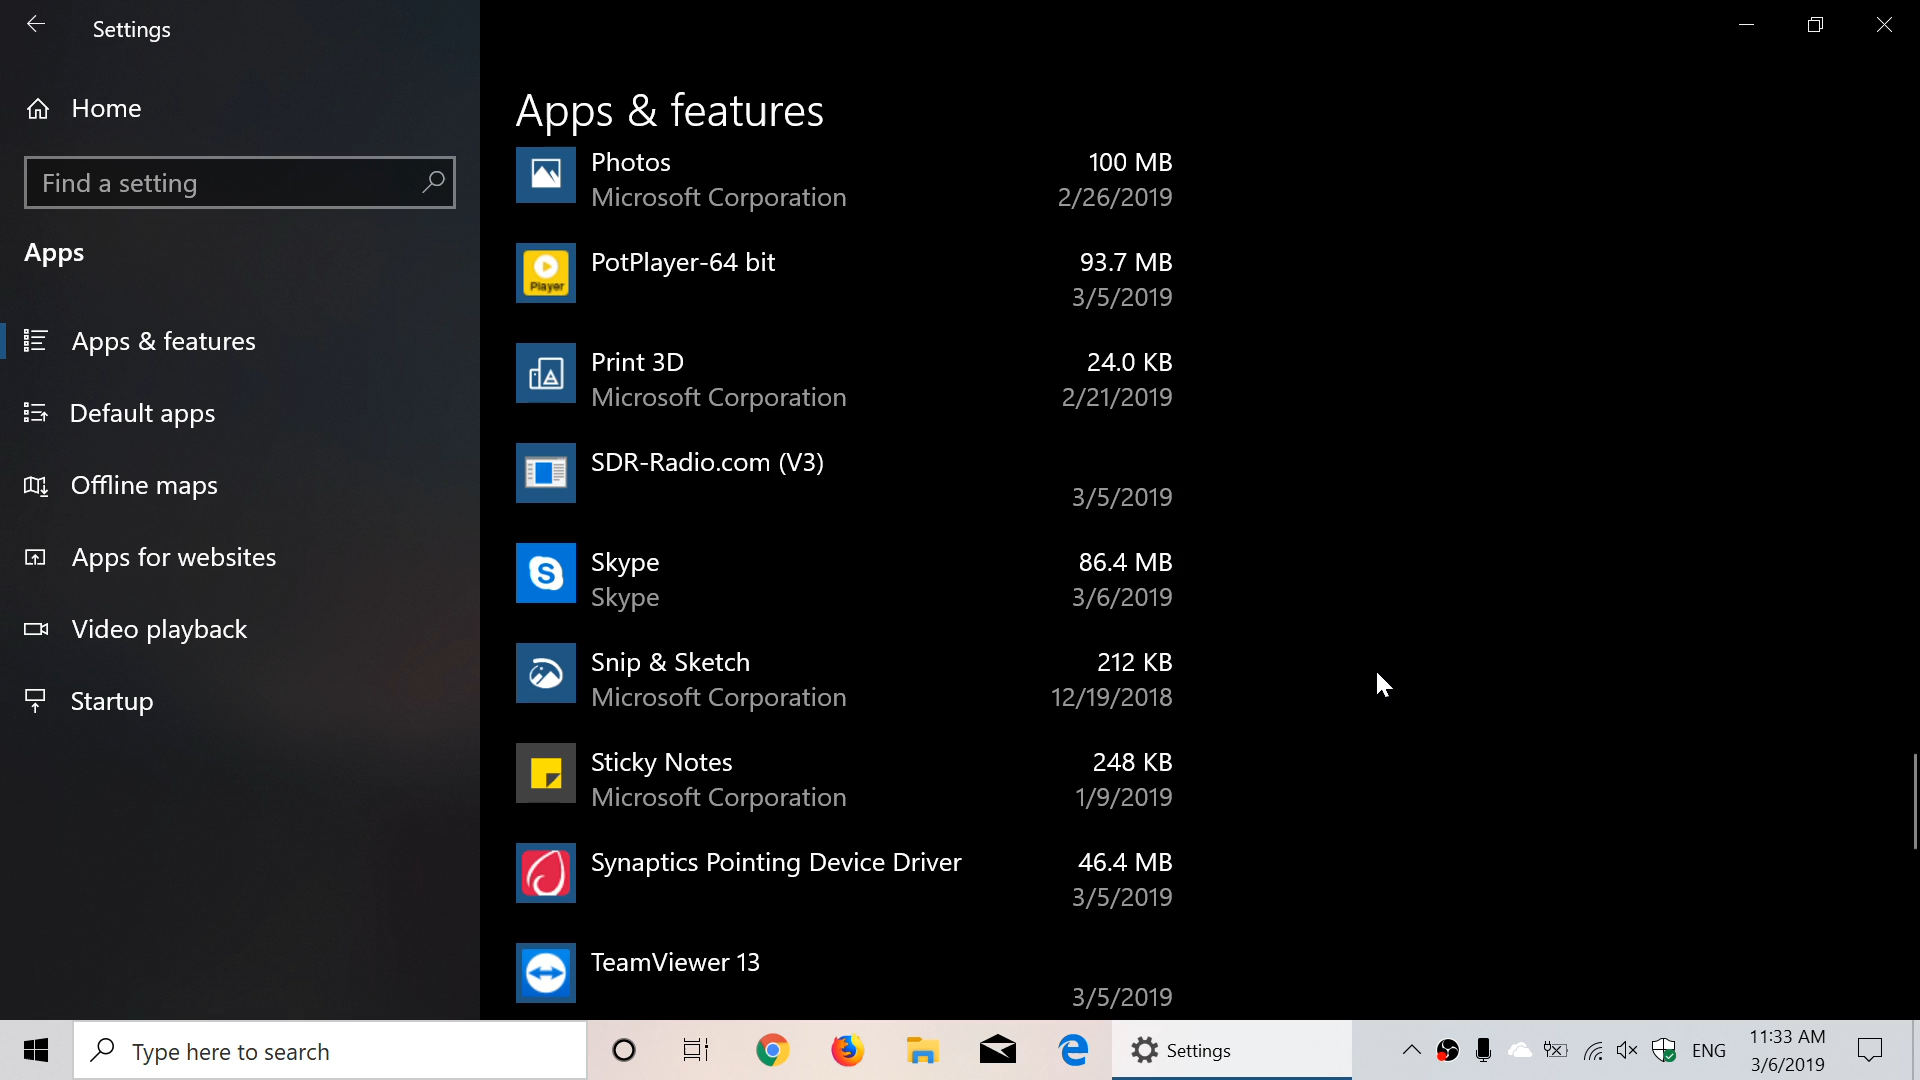 Settings
Home
Find a setting
Apps
Apps & features
Default apps
Offline maps
Apps for websites
Video playback
Startup
Apps & features
Photos 100 MB
Microsoft Corporation 2/26/2019
PotPlayer-64 bit 93.7 MB
Player 3/5/2019
Print 3D 24.0 KB
Microsoft Corporation 2/21/2019
SDR-Radio.com (V3)
3/5/2019
Skype 86.4 MB
Skype 3/6/2019
Snip & Sketch 212 KB
Microsoft Corporation 12/19/2018
Sticky Notes 248 KB
Microsoft Corporation 1/9/2019
Synaptics Pointing Device Driver 46.4 MB
3/5/2019
TeamViewer 13
3/5/2019
Type here to search
Settings
ENG
11:33 AM
3/6/2019